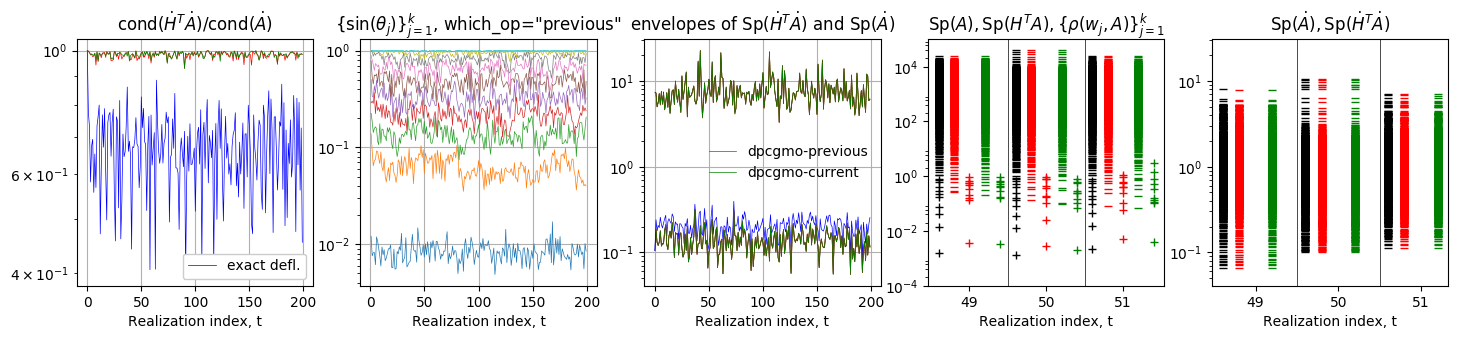 cond(Ḣ^T Ȧ)/cond(Ȧ)
10^0
6 × 10^−1
4 × 10^−1
exact defl.
0 50 100 150 200
Realization index, t
{sin(θ_j)}_{j=1}^k, which_op="previous"
10^0
10^−1
10^−2
0 50 100 150 200
Realization index, t
envelopes of Sp(Ḣ^T Ȧ) and Sp(Ȧ)
10^1
10^0
10^−1
dpcgmo-previous
dpcgmo-current
0 50 100 150 200
Realization index, t
Sp(A), Sp(H^T A), {ρ(w_j, A)}_{j=1}^k
10^4
10^2
10^0
10^−2
10^−4
49 50 51
Realization index, t
Sp(Ȧ), Sp(Ḣ^T Ȧ)
10^1
10^0
10^−1
49 50 51
Realization index, t